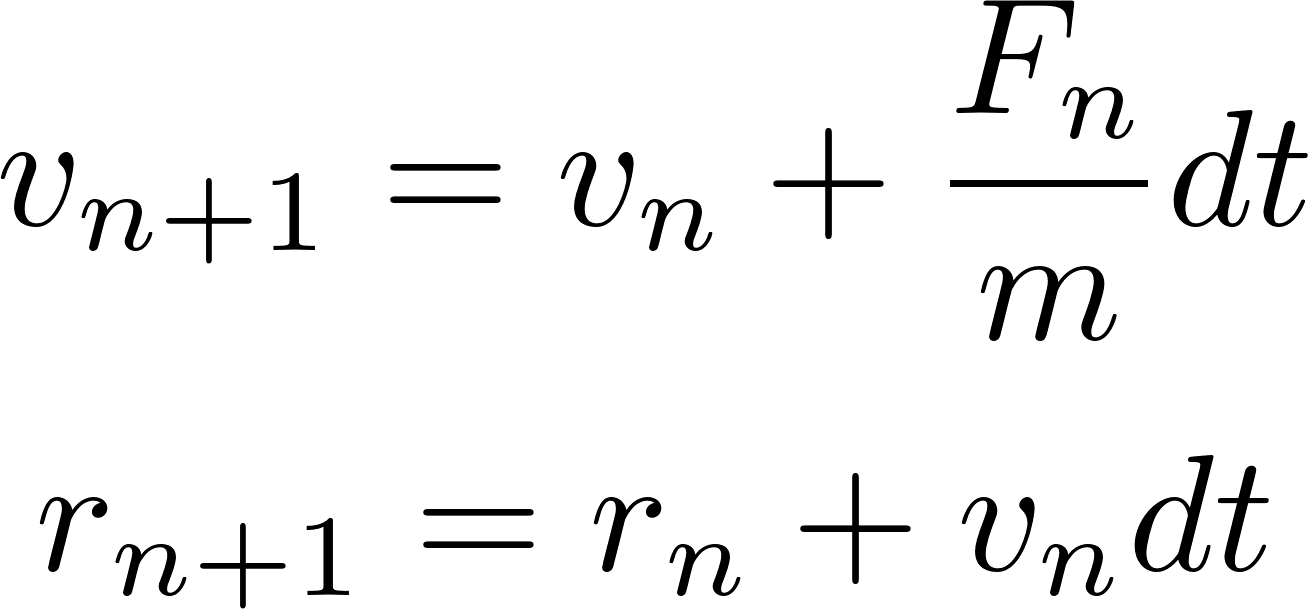 v_{n+1} = v_n + \frac{F_n}{m} dt
r_{n+1} = r_n + v_n dt